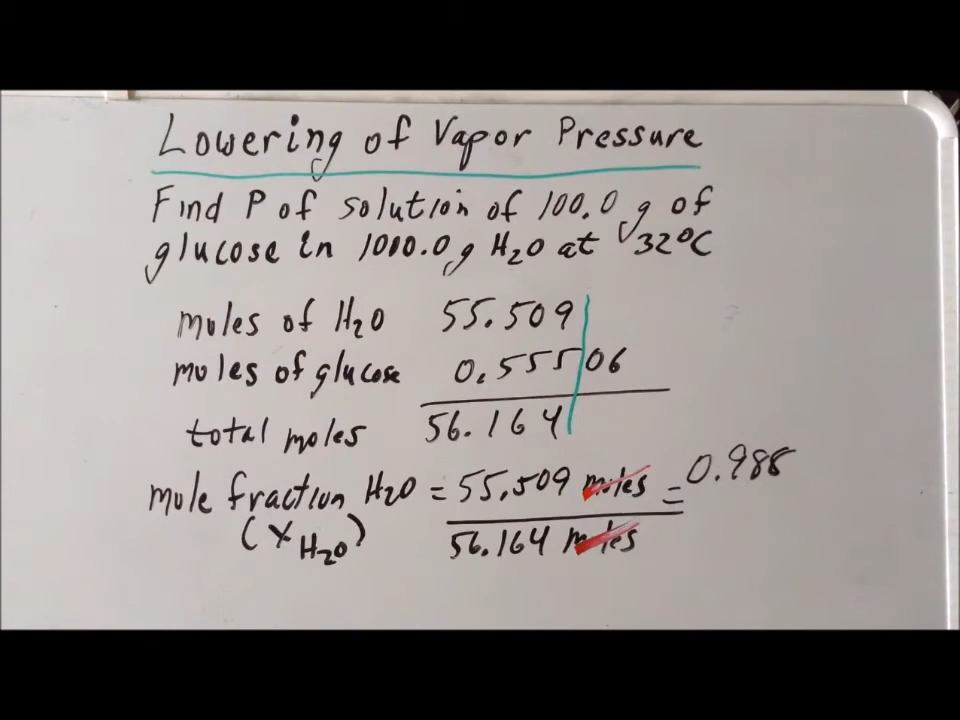 Lowering of Vapor Pressure
Find P of solution of 100.0 g of
glucose in 1000.0 g H2O at 32°C
moles of H2O 55.509
moles of glucose 0.55506
total moles 56.164
mole fraction H2O = 55.509 moles = 0.988
(XH2O) 56.164 moles